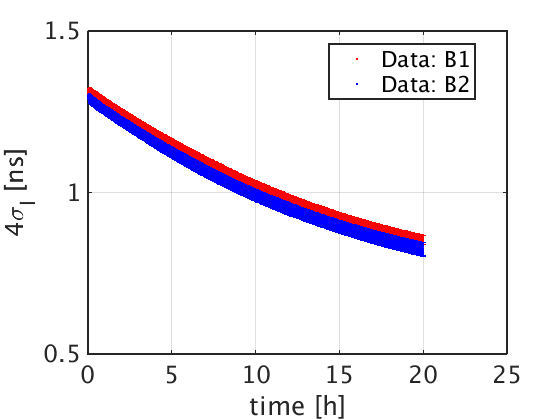 1.5
Data: B1
Data: B2
1
4σl [ns]
0.5
0 5 10 15 20 25
time [h]